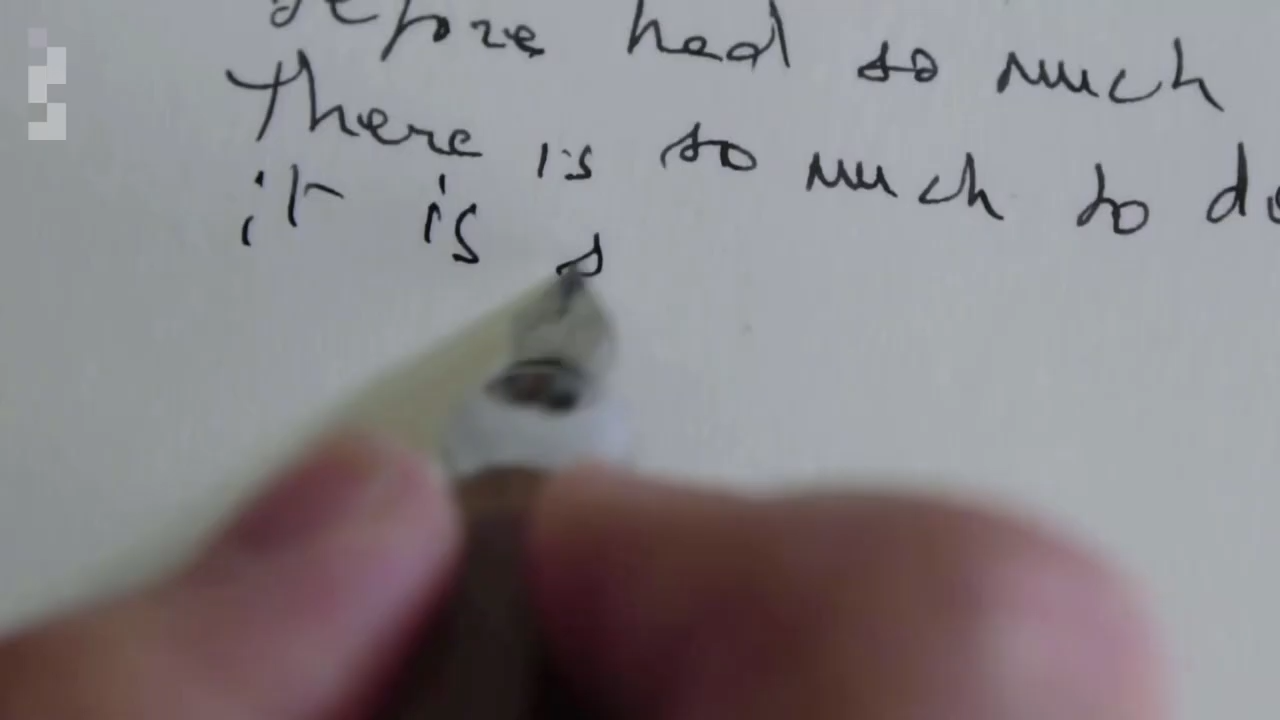 before had so much
There is so much to do
it is s